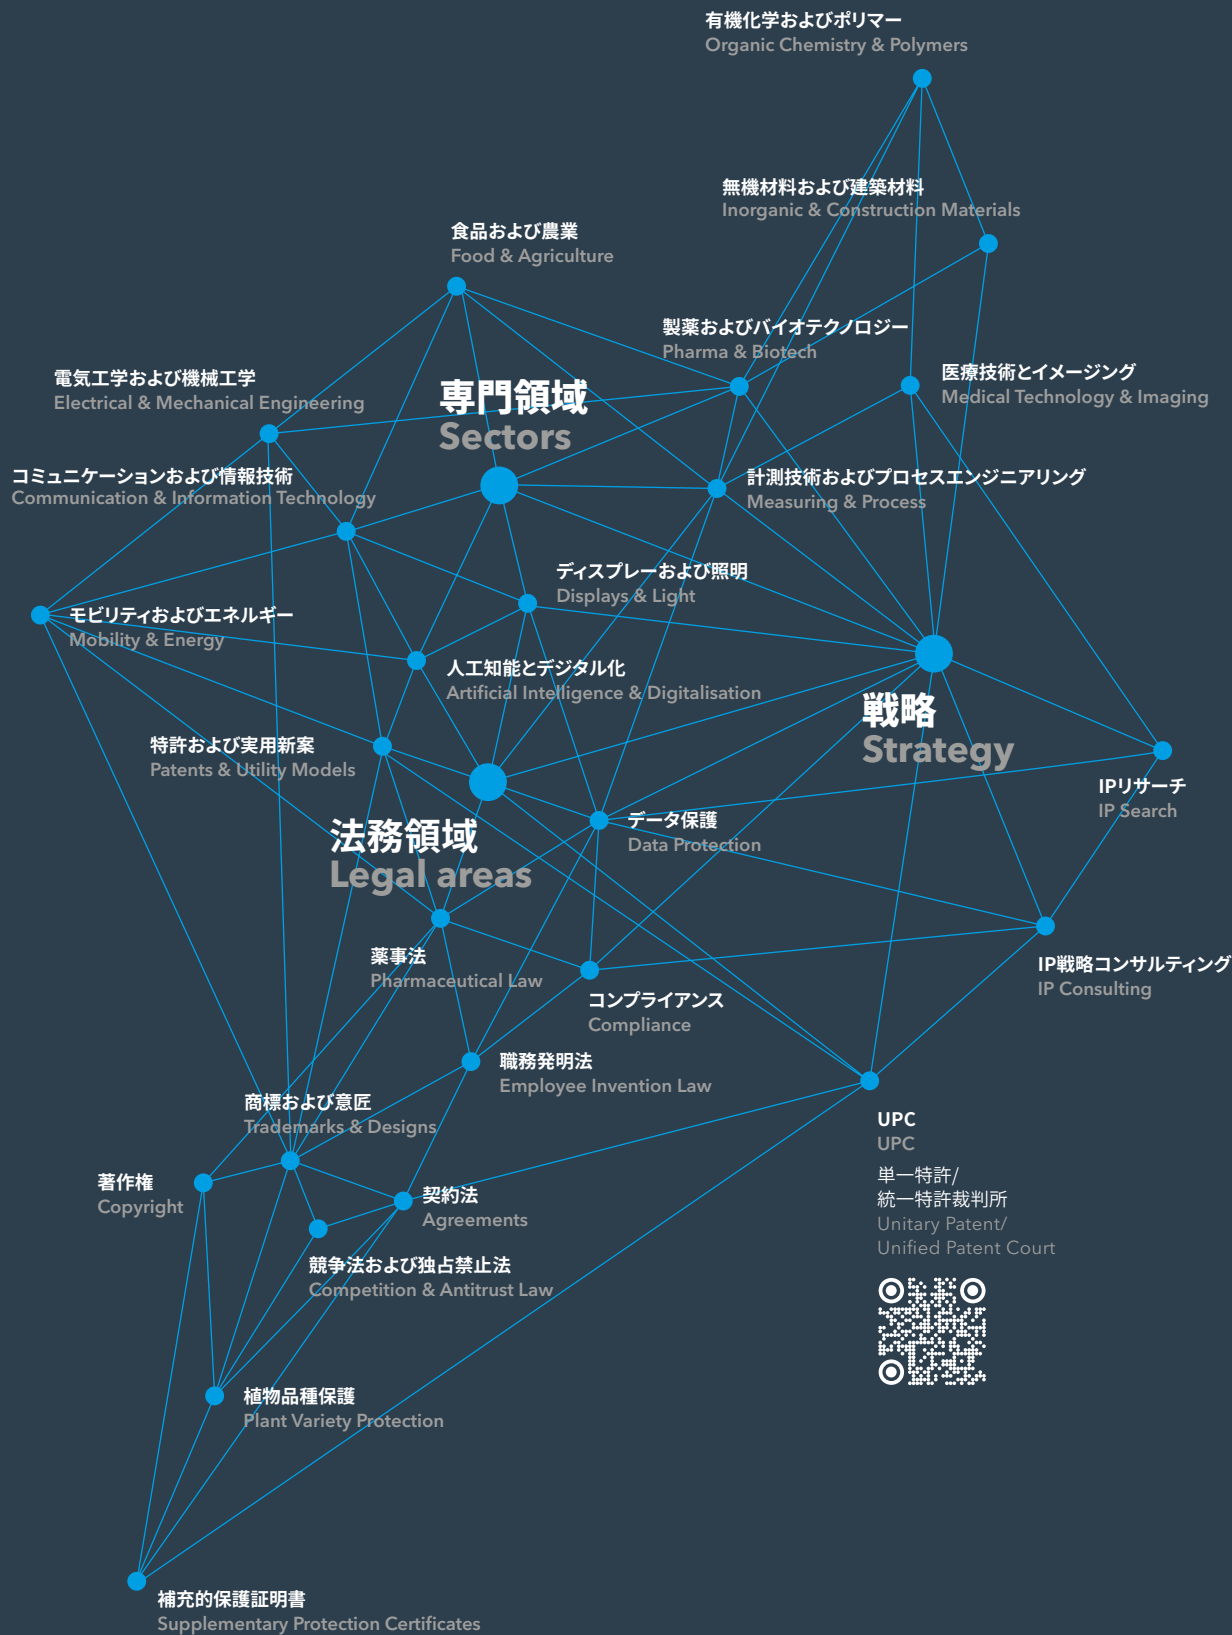 有機化学およびポリマー
Organic Chemistry & Polymers
無機材料および建築材料
Inorganic & Construction Materials
食品および農業
Food & Agriculture
製薬およびバイオテクノロジー
Pharma & Biotech
電気工学および機械工学
Electrical & Mechanical Engineering
専門領域
Sectors
医療技術とイメージング
Medical Technology & Imaging
コミュニケーションおよび情報技術
Communication & Information Technology
計測技術およびプロセスエンジニアリング
Measuring & Process
ディスプレーおよび照明
Displays & Light
モビリティおよびエネルギー
Mobility & Energy
人工知能とデジタル化
Artificial Intelligence & Digitalisation
戦略
Strategy
特許および実用新案
Patents & Utility Models
IPリサーチ
IP Search
法務領域
Legal areas
データ保護
Data Protection
薬事法
Pharmaceutical Law
IP戦略コンサルティング
IP Consulting
コンプライアンス
Compliance
職務発明法
Employee Invention Law
商標および意匠
Trademarks & Designs
UPC
UPC
単一特許/
統一特許裁判所
Unitary Patent/
Unified Patent Court
著作権
Copyright
契約法
Agreements
競争法および独占禁止法
Competition & Antitrust Law
植物品種保護
Plant Variety Protection
補充的保護証明書
Supplementary Protection Certificates